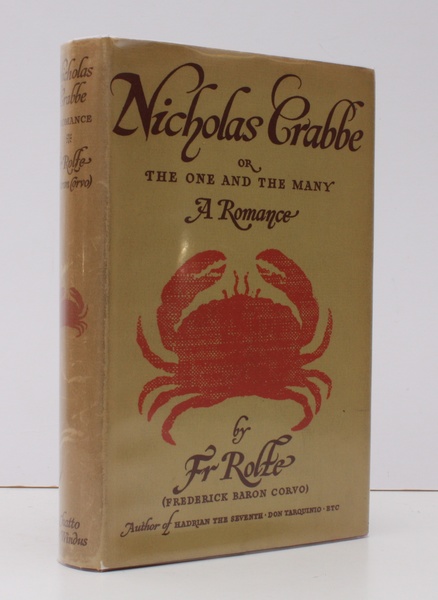 Nicholas
Crabbe
ROMANCE
Rolfe
Corvo)
Chatto
Windus
Nicholas Crabbe
OR
THE ONE AND THE MANY
A Romance
by
Fr Rolfe
(FREDERICK BARON CORVO)
Author of HADRIAN THE SEVENTH · DON TARQUINIO · ETC